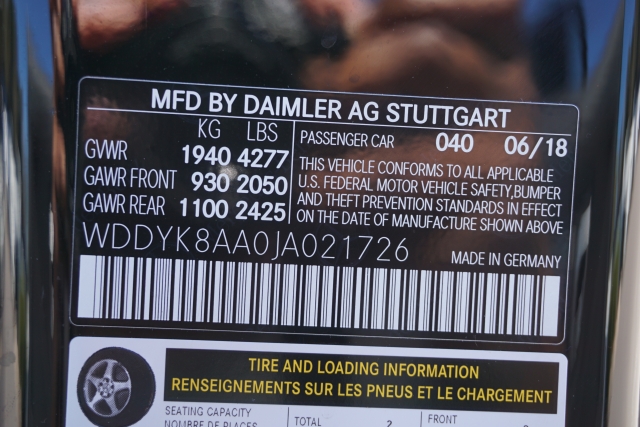 MFD BY DAIMLER AG STUTTGART
KG LBS
GVWR 1940 4277
GAWR FRONT 930 2050
GAWR REAR 1100 2425
PASSENGER CAR 040 06/18
THIS VEHICLE CONFORMS TO ALL APPLICABLE
U.S. FEDERAL MOTOR VEHICLE SAFETY,BUMPER
AND THEFT PREVENTION STANDARDS IN EFFECT
ON THE DATE OF MANUFACTURE SHOWN ABOVE
WDDYK8AA0JA021726
MADE IN GERMANY
TIRE AND LOADING INFORMATION
RENSEIGNEMENTS SUR LES PNEUS ET LE CHARGEMENT
SEATING CAPACITY
NOMBRE DE PLACES
TOTAL 2
FRONT